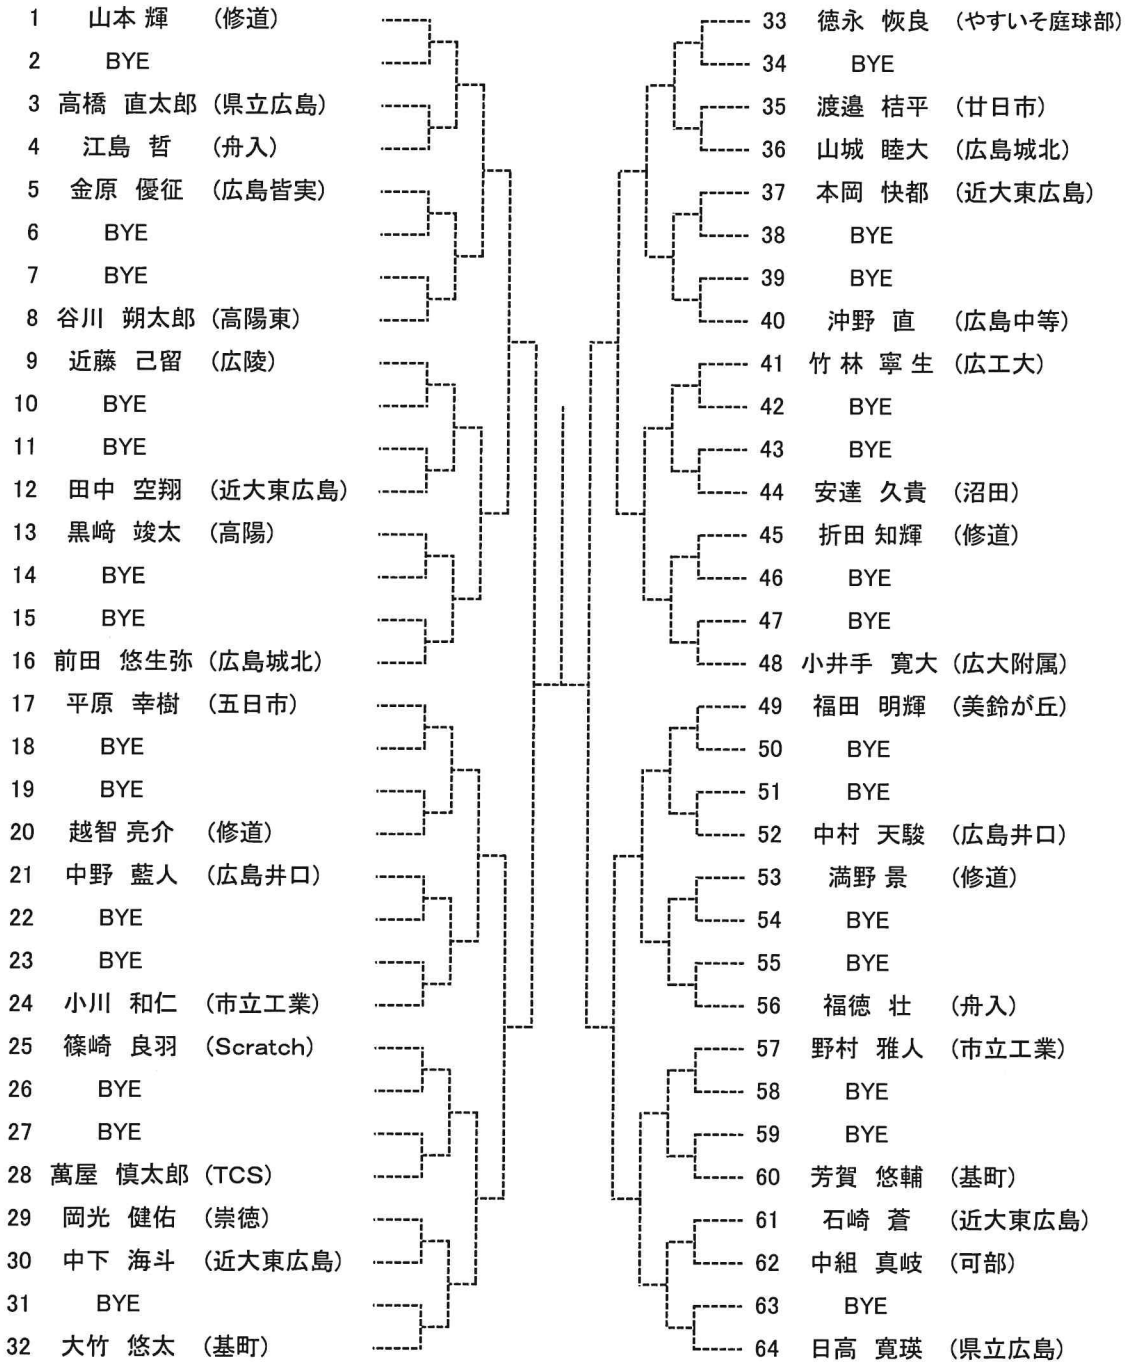 1 山本 輝 (修道)
2 BYE
3 高橋 直太郎 (県立広島)
4 江島 哲 (舟入)
5 金原 優征 (広島皆実)
6 BYE
7 BYE
8 谷川 朔太郎 (高陽東)
9 近藤 己留 (広陵)
10 BYE
11 BYE
12 田中 空翔 (近大東広島)
13 黒﨑 竣太 (高陽)
14 BYE
15 BYE
16 前田 悠生弥 (広島城北)
17 平原 幸樹 (五日市)
18 BYE
19 BYE
20 越智 亮介 (修道)
21 中野 藍人 (広島井口)
22 BYE
23 BYE
24 小川 和仁 (市立工業)
25 篠崎 良羽 (Scratch)
26 BYE
27 BYE
28 萬屋 慎太郎 (TCS)
29 岡光 健佑 (崇徳)
30 中下 海斗 (近大東広島)
31 BYE
32 大竹 悠太 (基町)
33 徳永 恢良 (やすいそ庭球部)
34 BYE
35 渡邉 桔平 (廿日市)
36 山城 睦大 (広島城北)
37 本岡 快都 (近大東広島)
38 BYE
39 BYE
40 沖野 直 (広島中等)
41 竹林 寧生 (広工大)
42 BYE
43 BYE
44 安達 久貴 (沼田)
45 折田 知輝 (修道)
46 BYE
47 BYE
48 小井手 寛大 (広大附属)
49 福田 明輝 (美鈴が丘)
50 BYE
51 BYE
52 中村 天駿 (広島井口)
53 満野 景 (修道)
54 BYE
55 BYE
56 福徳 壮 (舟入)
57 野村 雅人 (市立工業)
58 BYE
59 BYE
60 芳賀 悠輔 (基町)
61 石崎 蒼 (近大東広島)
62 中組 真岐 (可部)
63 BYE
64 日高 寛瑛 (県立広島)